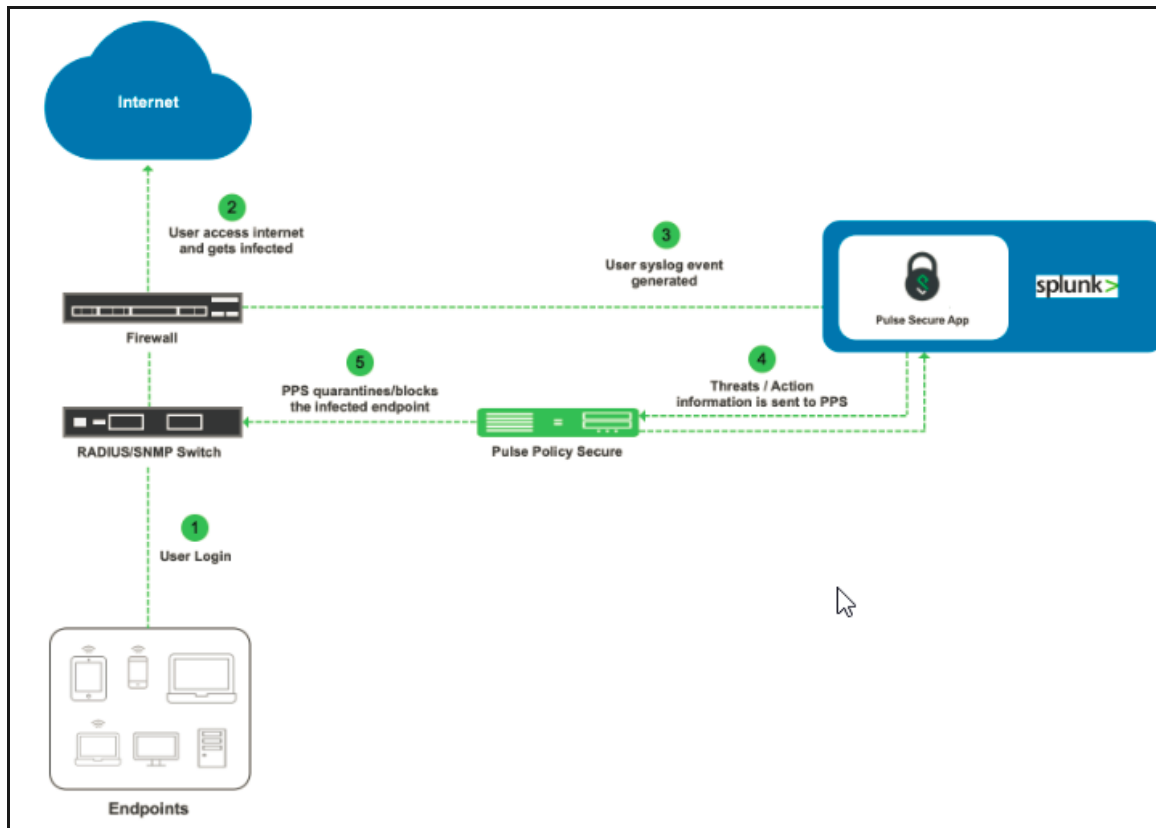 Internet
2
User access internet
and gets infected
3
User syslog event
generated
Pulse Secure App
splunk>
Firewall
5
PPS quarantines/blocks
the infected endpoint
4
Threats / Action
information is sent to PPS
RADIUS/SNMP Switch
Pulse Policy Secure
1
User Login
Endpoints